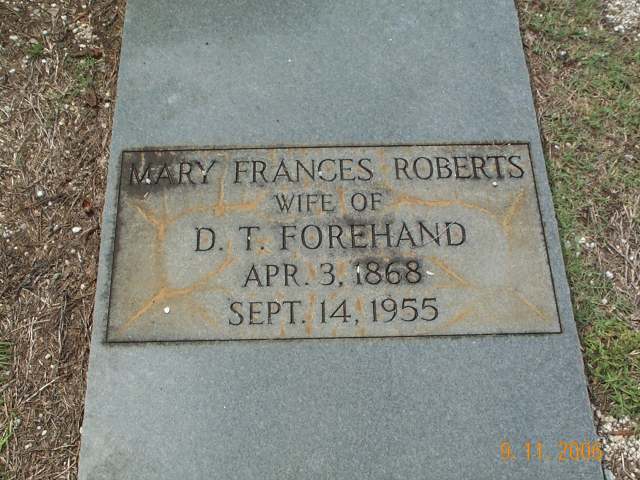 MARY FRANCES ROBERTS
WIFE OF
D. T. FOREHAND
APR. 3, 1868
SEPT. 14, 1955
9.11.2006